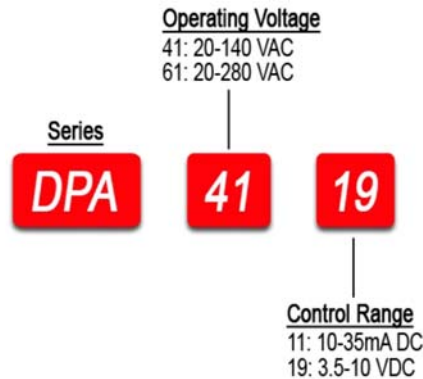 Operating Voltage
41: 20-140 VAC
61: 20-280 VAC
Series
DPA 41 19
Control Range
11: 10-35mA DC
19: 3.5-10 VDC